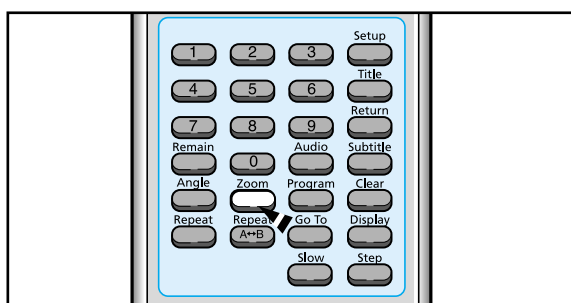 Setup
1 2 3
Title
4 5 6
Return
7 8 9
Remain Audio Subtitle
0
Angle Zoom Program Clear
Repeat Repeat Go To Display
A↔B
Slow Step